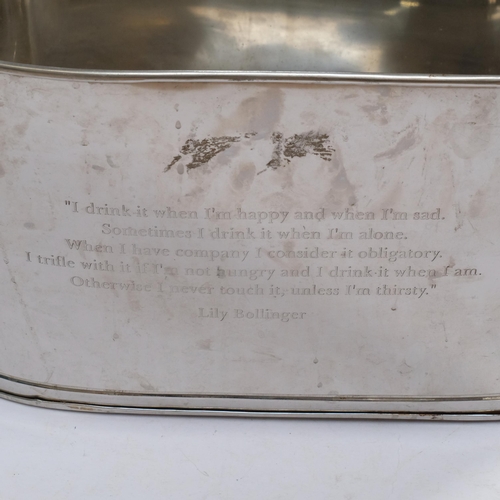 "I drink it when I'm happy and when I'm sad.
Sometimes I drink it when I'm alone.
When I have company I consider it obligatory.
I trifle with it if I'm not hungry and I drink it when I am.
Otherwise I never touch it, unless I'm thirsty."
Lily Bollinger